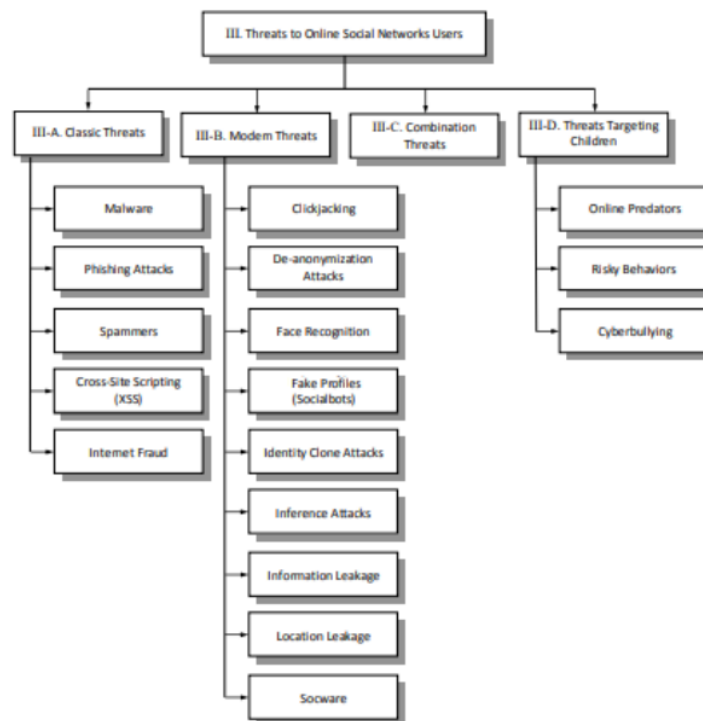 III. Threats to Online Social Networks Users
III-A. Classic Threats
III-B. Modern Threats
III-C. Combination
Threats
III-D. Threats Targeting
Children
Malware
Phishing Attacks
Spammers
Cross-Site Scripting
(XSS)
Internet Fraud
Clickjacking
De-anonymization
Attacks
Face Recognition
Fake Profiles
(Socialbots)
Identity Clone Attacks
Inference Attacks
Information Leakage
Location Leakage
Socware
Online Predators
Risky Behaviors
Cyberbullying